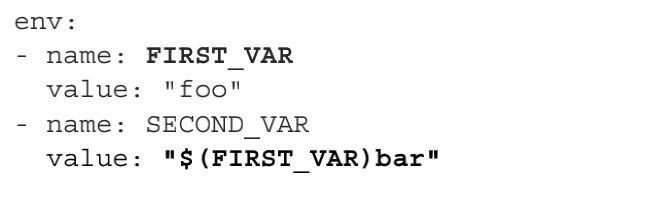 env:
- name: FIRST_VAR
  value: "foo"
- name: SECOND_VAR
  value: "$(FIRST_VAR)bar"